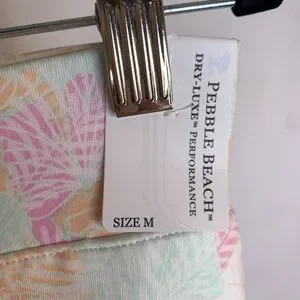 PEBBLE BEACH™
DRY-LUXE™ PERFORMANCE
SIZE M